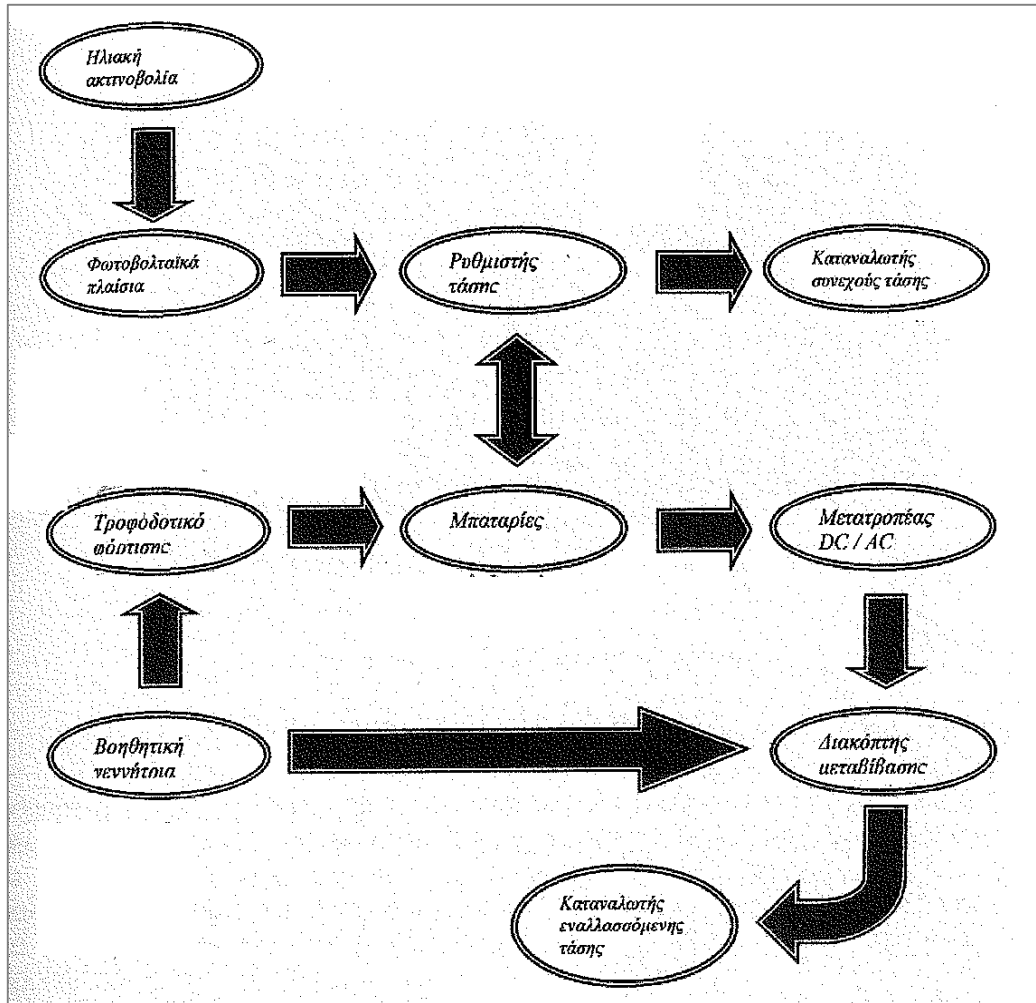 Ηλιακή
ακτινοβολία
Φωτοβολταϊκά
πλαίσια
Ρυθμιστής
τάσης
Καταναλωτής
συνεχούς τάσης
Τροφοδοτικό
φόρτισης
Μπαταρίες
Μετατροπέας
DC / AC
Βοηθητική
γεννήτρια
Διακόπτης
μεταβίβασης
Καταναλωτής
εναλλασσόμενης
τάσης